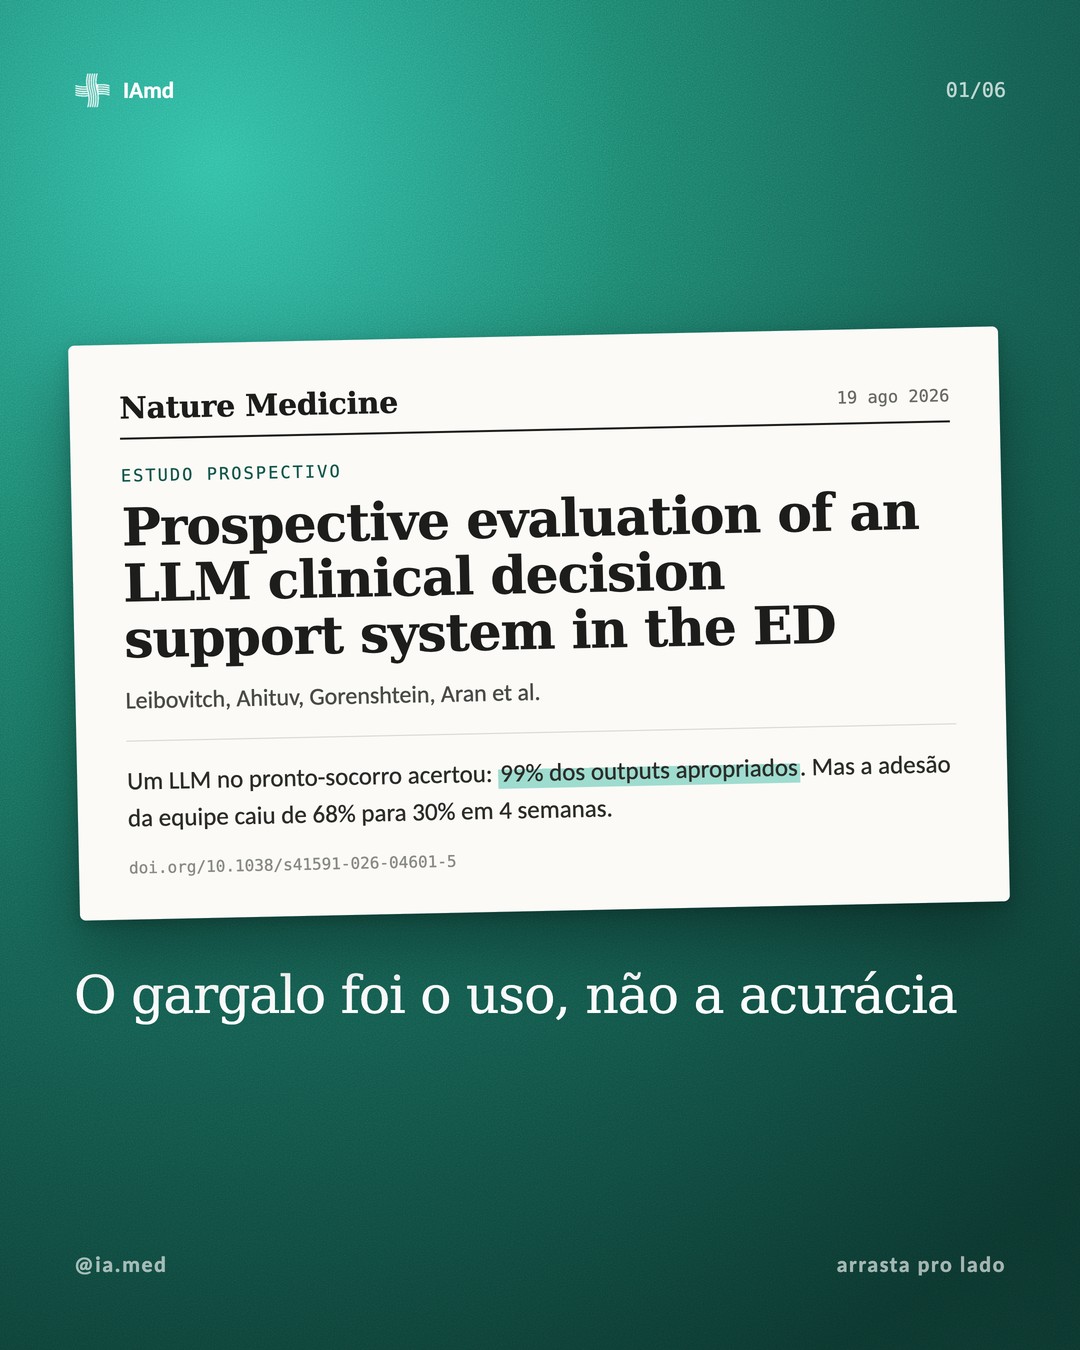 IAmd
01/06
Nature Medicine
19 ago 2026
ESTUDO PROSPECTIVO
Prospective evaluation of an
LLM clinical decision
support system in the ED
Leibovitch, Ahituv, Gorenshtein, Aran et al.
Um LLM no pronto-socorro acertou: 99% dos outputs apropriados. Mas a adesão
da equipe caiu de 68% para 30% em 4 semanas.
doi.org/10.1038/s41591-026-04601-5
O gargalo foi o uso, não a acurácia
@ia.med
arrasta pro lado